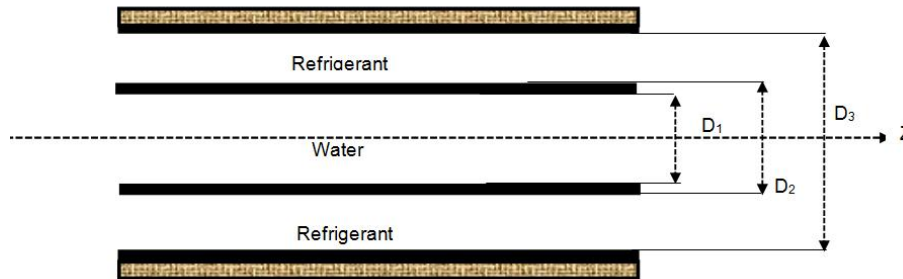 Refrigerant
D₁
D₃
Z
Water
D₂
Refrigerant